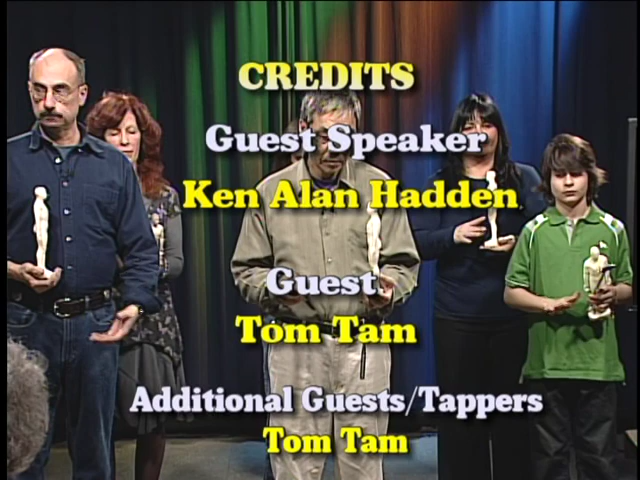 CREDITS
Guest Speaker
Ken Alan Hadden
Guest
Tom Tam
Additional Guests/Tappers
Tom Tam